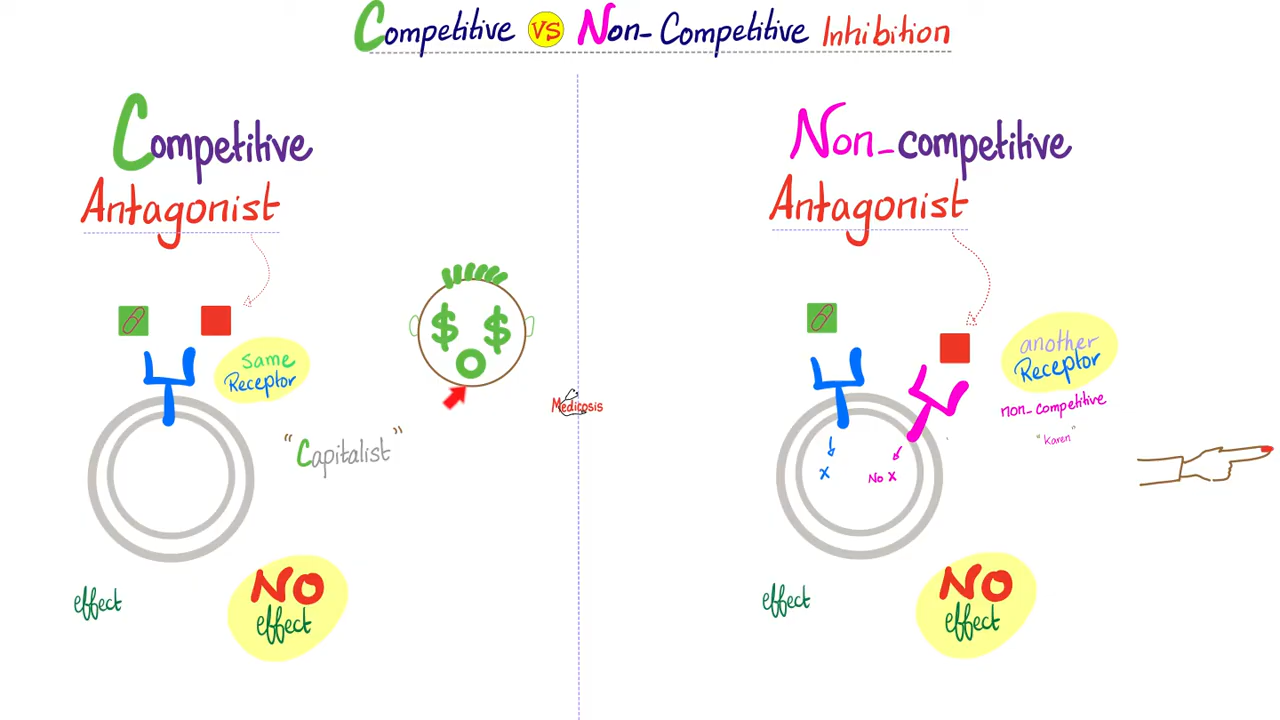 Competitive VS Non-Competitive Inhibition
Competitive
Antagonist
same
Receptor
"Capitalist"
effect
NO
effect
$ $
Medicosis
Non-competitive
Antagonist
another
Receptor
non-competitive
"Karen"
X
No X
effect
NO
effect